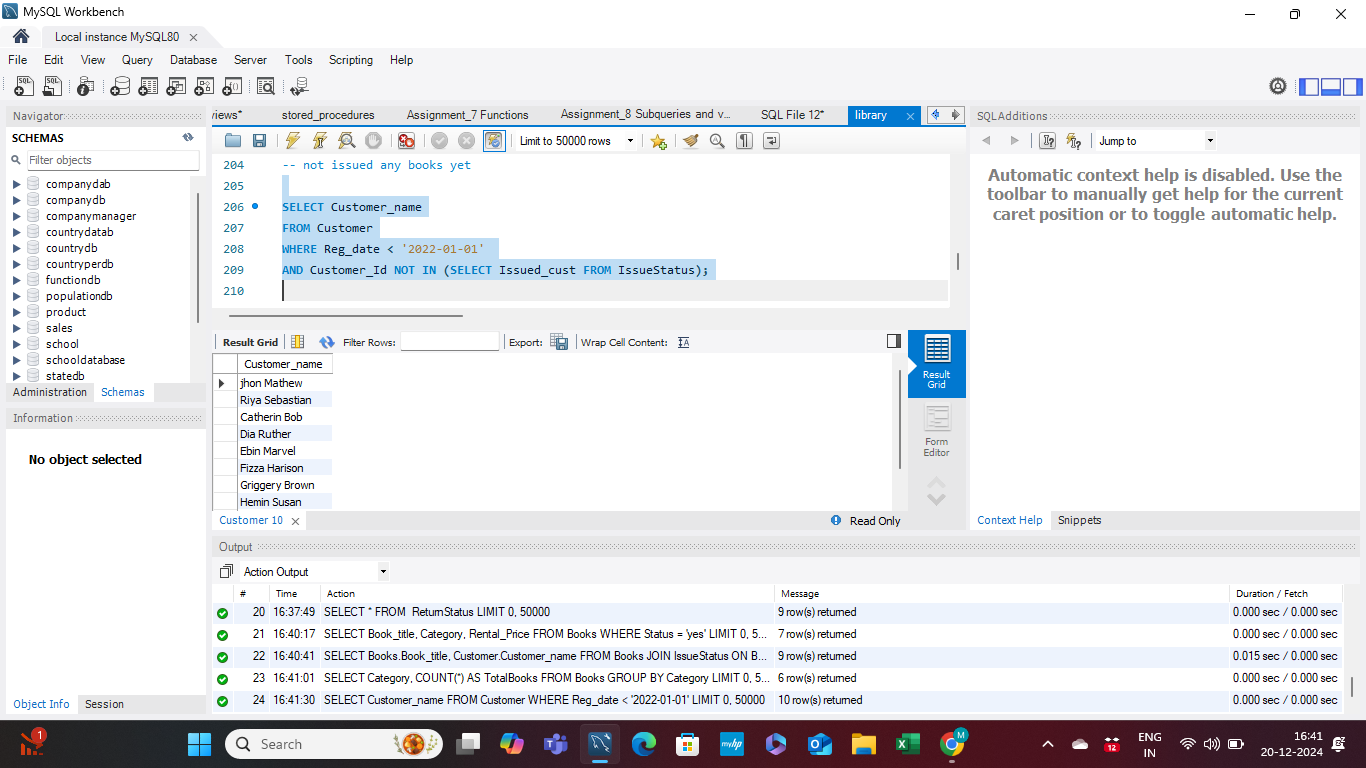 MySQL Workbench
Local instance MySQL80
File Edit View Query Database Server Tools Scripting Help
Navigator
SCHEMAS
Filter objects
companydab
companydb
companymanager
countrydatab
countrydb
countryperdb
functiondb
populationdb
product
sales
school
schooldatabase
statedb
Administration Schemas
Information
No object selected
Object Info Session
views* stored_procedures Assignment_7 Functions Assignment_8 Subqueries and v... SQL File 12* library
Limit to 50000 rows
204 -- not issued any books yet
205
206 SELECT Customer_name
207 FROM Customer
208 WHERE Reg_date < '2022-01-01'
209 AND Customer_Id NOT IN (SELECT Issued_cust FROM IssueStatus);
210
Result Grid Filter Rows: Export: Wrap Cell Content:
Customer_name
jhon Mathew
Riya Sebastian
Catherin Bob
Dia Ruther
Ebin Marvel
Fizza Harison
Griggery Brown
Hemin Susan
Result
Grid
Form
Editor
Customer 10 Read Only
SQLAdditions
Jump to
Automatic context help is disabled. Use the
toolbar to manually get help for the current
caret position or to toggle automatic help.
Context Help Snippets
Output
Action Output
# Time Action Message Duration / Fetch
20 16:37:49 SELECT * FROM ReturnStatus LIMIT 0, 50000 9 row(s) returned 0.000 sec / 0.000 sec
21 16:40:17 SELECT Book_title, Category, Rental_Price FROM Books WHERE Status = 'yes' LIMIT 0, 5... 7 row(s) returned 0.000 sec / 0.000 sec
22 16:40:41 SELECT Books.Book_title, Customer.Customer_name FROM Books JOIN IssueStatus ON B... 9 row(s) returned 0.015 sec / 0.000 sec
23 16:41:01 SELECT Category, COUNT(*) AS TotalBooks FROM Books GROUP BY Category LIMIT 0, 5... 6 row(s) returned 0.000 sec / 0.000 sec
24 16:41:30 SELECT Customer_name FROM Customer WHERE Reg_date < '2022-01-01' LIMIT 0, 50000 10 row(s) returned 0.000 sec / 0.000 sec
1
Search
myhp
M
12
ENG
IN
16:41
20-12-2024